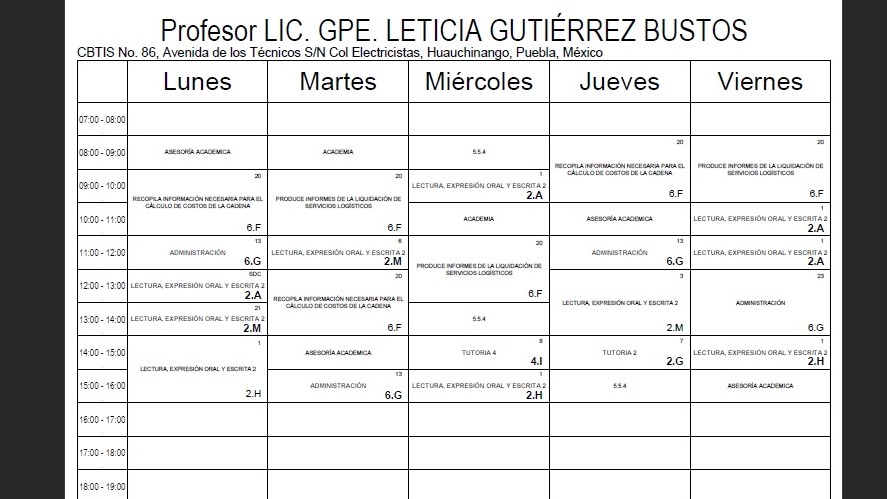 Profesor LIC. GPE. LETICIA GUTIÉRREZ BUSTOS
CBTIS No. 86, Avenida de los Técnicos S/N Col Electricistas, Huauchinango, Puebla, México
Lunes Martes Miércoles Jueves Viernes
07:00 - 08:00
08:00 - 09:00
ASESORÍA ACADEMICA
ACADEMIA
5.5.4
20
RECOPILA INFORMACIÓN NECESARIA PARA EL
CÁLCULO DE COSTOS DE LA CADENA
6.F
20
PRODUCE INFORMES DE LA LIQUIDACIÓN DE
SERVICIOS LOGÍSTICOS
6.F
09:00 - 10:00
20
RECOPILA INFORMACIÓN NECESARIA PARA EL
CÁLCULO DE COSTOS DE LA CADENA
6.F
20
PRODUCE INFORMES DE LA LIQUIDACIÓN DE
SERVICIOS LOGÍSTICOS
6.F
1
LECTURA, EXPRESIÓN ORAL Y ESCRITA 2
2.A
10:00 - 11:00
ACADEMIA
ASESORÍA ACADEMICA
1
LECTURA, EXPRESIÓN ORAL Y ESCRITA 2
2.A
11:00 - 12:00
13
ADMINISTRACIÓN
6.G
6
LECTURA, EXPRESIÓN ORAL Y ESCRITA 2
2.M
20
PRODUCE INFORMES DE LA LIQUIDACIÓN DE
SERVICIOS LOGÍSTICOS
6.F
13
ADMINISTRACIÓN
6.G
1
LECTURA, EXPRESIÓN ORAL Y ESCRITA 2
2.A
12:00 - 13:00
SDC
LECTURA, EXPRESIÓN ORAL Y ESCRITA 2
2.A
20
RECOPILA INFORMACIÓN NECESARIA PARA EL
CÁLCULO DE COSTOS DE LA CADENA
6.F
3
LECTURA, EXPRESIÓN ORAL Y ESCRITA 2
2.M
23
ADMINISTRACIÓN
6.G
13:00 - 14:00
21
LECTURA, EXPRESIÓN ORAL Y ESCRITA 2
2.M
5.5.4
14:00 - 15:00
1
LECTURA, EXPRESIÓN ORAL Y ESCRITA 2
2.H
ASESORÍA ACADEMICA
8
TUTORIA 4
4.I
7
TUTORIA 2
2.G
1
LECTURA, EXPRESIÓN ORAL Y ESCRITA 2
2.H
15:00 - 16:00
13
ADMINISTRACIÓN
6.G
1
LECTURA, EXPRESIÓN ORAL Y ESCRITA 2
2.H
5.5.4
ASESORÍA ACADEMICA
16:00 - 17:00
17:00 - 18:00
18:00 - 19:00